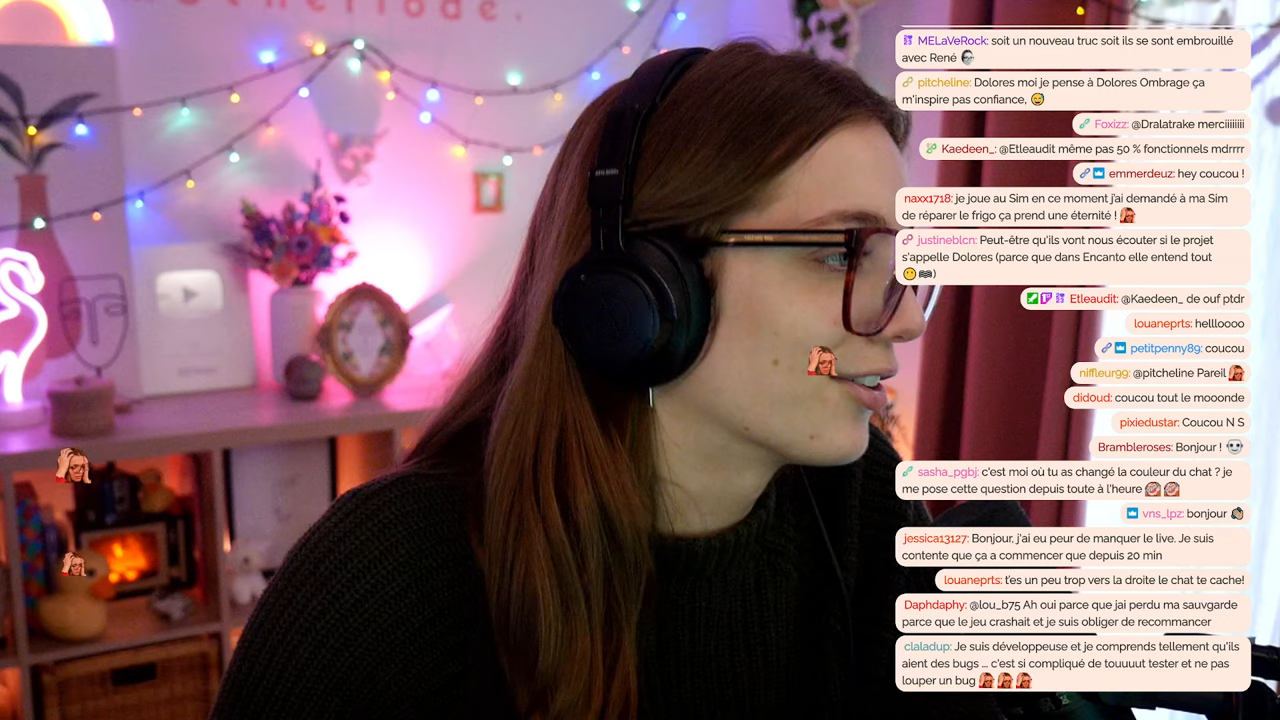 therlode.
MELaVeRock: soit un nouveau truc soit ils se sont embrouillé
avec René
pitcheline: Dolores moi je pense à Dolores Ombrage ça
m'inspire pas confiance,
Foxizz: @Dralatrake merciiiiiiii
Kaedeen_: @Etleaudit même pas 50 % fonctionnels mdrrrr
emmerdeuz: hey coucou !
naxx1718: je joue au Sim en ce moment j'ai demandé à ma Sim
de réparer le frigo ça prend une éternité !
justineblcn: Peut-être qu'ils vont nous écouter si le projet
s'appelle Dolores (parce que dans Encanto elle entend tout
)
Etleaudit: @Kaedeen_ de ouf ptdr
louaneprts: hellloooo
petitpenny89: coucou
niffleur99: @pitcheline Pareil
didoud: coucou tout le mooonde
pixiedustar: Coucou N S
Brambleroses: Bonjour !
sasha_pgbj: c'est moi où tu as changé la couleur du chat ? je
me pose cette question depuis toute à l'heure
vns_lpz: bonjour
jessica13127: Bonjour, j'ai eu peur de manquer le live. Je suis
contente que ça a commencer que depuis 20 min
louaneprts: t'es un peu trop vers la droite le chat te cache!
Daphdaphy: @lou_b75 Ah oui parce que jai perdu ma sauvgarde
parce que le jeu crashait et je suis obliger de recommancer
claladup: Je suis développeuse et je comprends tellement qu'ils
aient des bugs ... c'est si compliqué de touuuut tester et ne pas
louper un bug